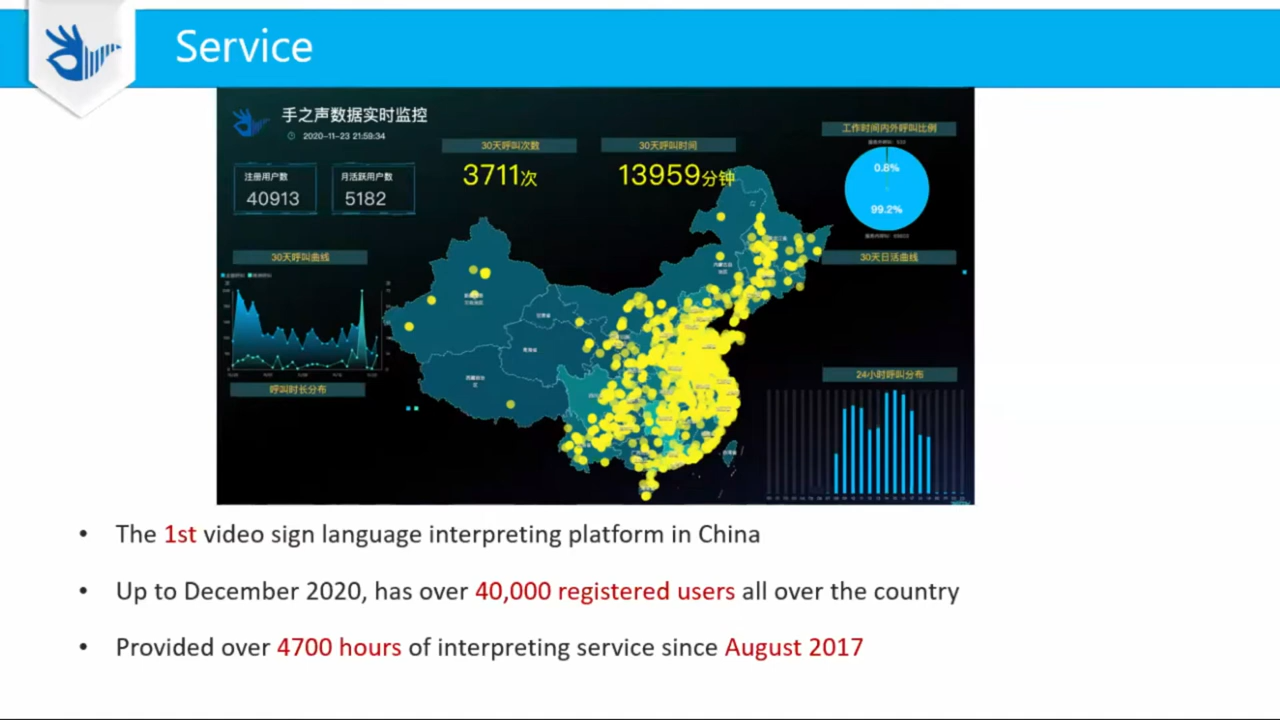 Service
手之声数据实时监控
2020-11-23 21:59:34
30天呼叫次数
3711次
30天呼叫时间
13959分钟
工作时间内外呼叫比例
0.8%
99.2%
注册用户数
40913
月活跃用户数
5182
30天呼叫曲线
30天日活曲线
呼叫时长分布
24小时呼叫分布
• The 1st video sign language interpreting platform in China
• Up to December 2020, has over 40,000 registered users all over the country
• Provided over 4700 hours of interpreting service since August 2017